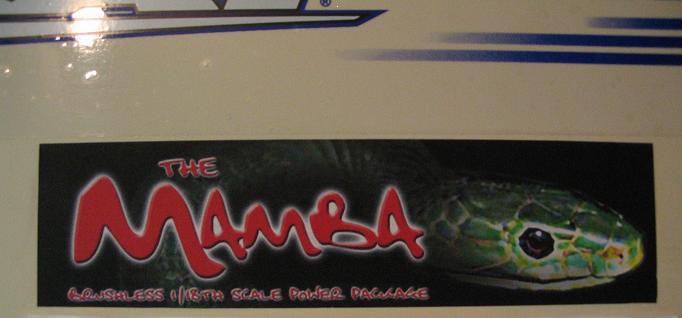 ®
THE
MAMBA
BRUSHLESS 1/18TH SCALE POWER PACKAGE